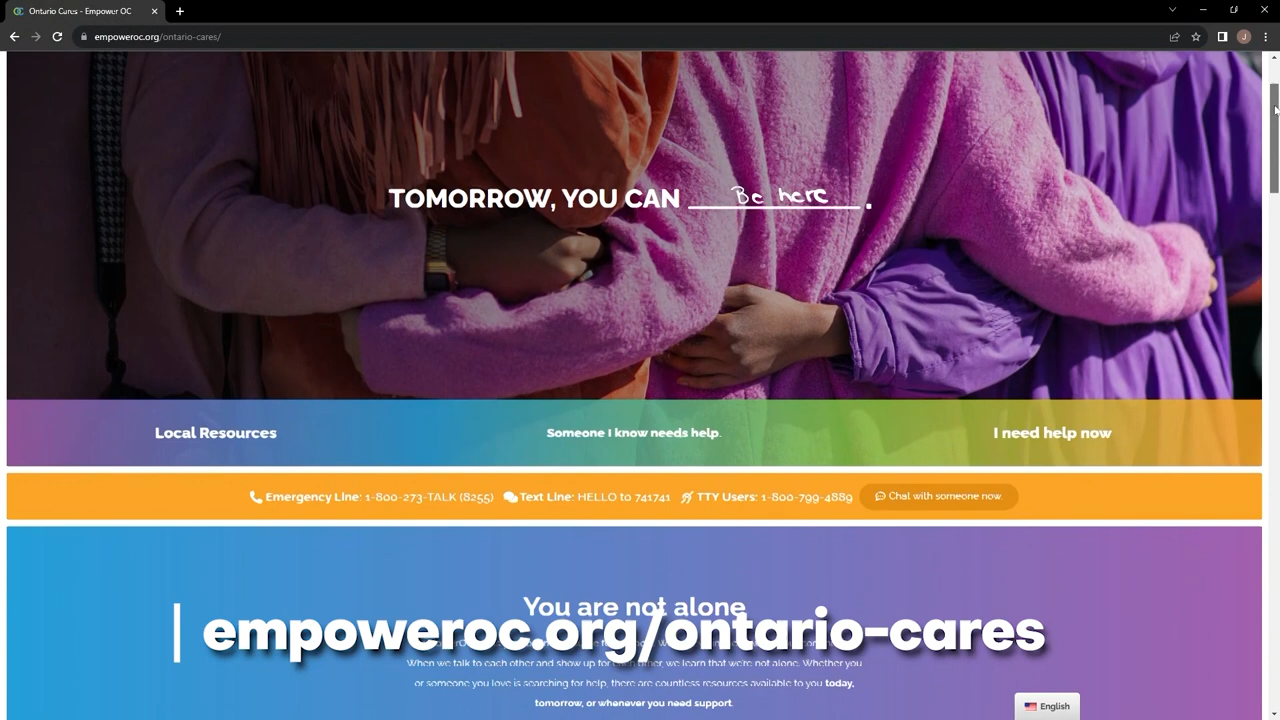 Ontario Cares - Empower OC
empoweroc.org/ontario-cares/
J
TOMORROW, YOU CAN Be here.
Local Resources
Someone I know needs help.
I need help now
Emergency Line: 1-800-273-TALK (8255) Text Line: HELLO to 741741 TTY Users: 1-800-799-4889 Chat with someone now.
You are not alone
empoweroc.org/ontario-cares
When we talk to each other and show up for each other, we learn that we're not alone. Whether you
or someone you love is searching for help, there are countless resources available to you today,
tomorrow, or whenever you need support.
English